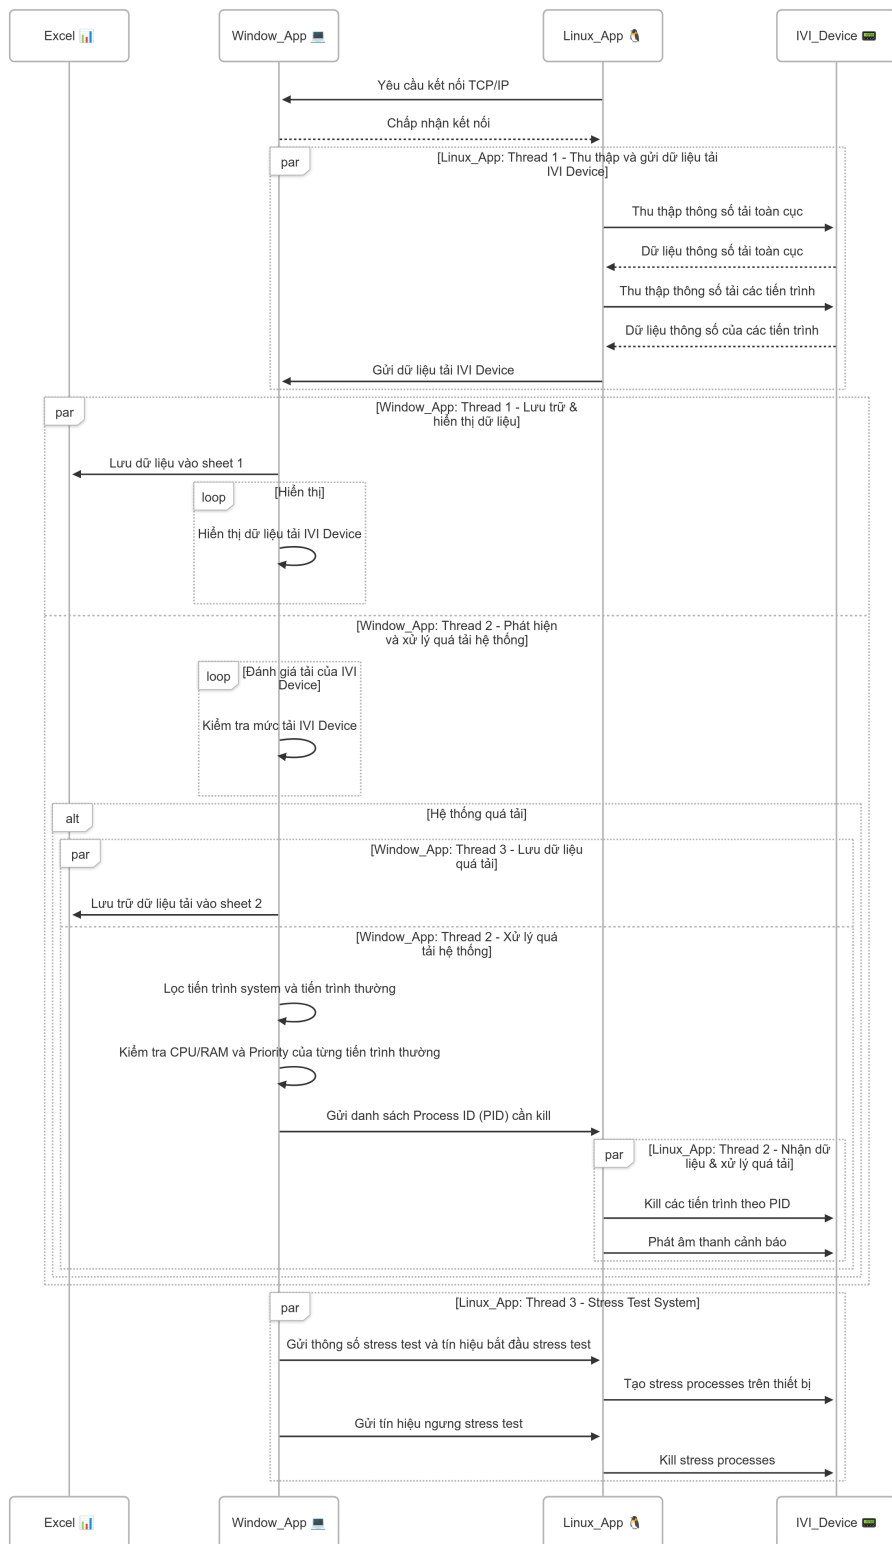 Excel 📊
Window_App 💻
Linux_App 🐧
IVI_Device 📟
Yêu cầu kết nối TCP/IP
Chấp nhận kết nối
par
[Linux_App: Thread 1 - Thu thập và gửi dữ liệu tải
IVI Device]
Thu thập thông số tải toàn cục
Dữ liệu thông số tải toàn cục
Thu thập thông số tải các tiến trình
Dữ liệu thông số của các tiến trình
Gửi dữ liệu tải IVI Device
par
[Window_App: Thread 1 - Lưu trữ &
hiển thị dữ liệu]
Lưu dữ liệu vào sheet 1
loop
[Hiển thị]
Hiển thị dữ liệu tải IVI Device
[Window_App: Thread 2 - Phát hiện
và xử lý quá tải hệ thống]
loop
[Đánh giá tải của IVI
Device]
Kiểm tra mức tải IVI Device
alt
[Hệ thống quá tải]
par
[Window_App: Thread 3 - Lưu dữ liệu
quá tải]
Lưu trữ dữ liệu tải vào sheet 2
[Window_App: Thread 2 - Xử lý quá
tải hệ thống]
Lọc tiến trình system và tiến trình thường
Kiểm tra CPU/RAM và Priority của từng tiến trình thường
Gửi danh sách Process ID (PID) cần kill
par
[Linux_App: Thread 2 - Nhận dữ
liệu & xử lý quá tải]
Kill các tiến trình theo PID
Phát âm thanh cảnh báo
par
[Linux_App: Thread 3 - Stress Test System]
Gửi thông số stress test và tín hiệu bắt đầu stress test
Tạo stress processes trên thiết bị
Gửi tín hiệu ngưng stress test
Kill stress processes
Excel 📊
Window_App 💻
Linux_App 🐧
IVI_Device 📟